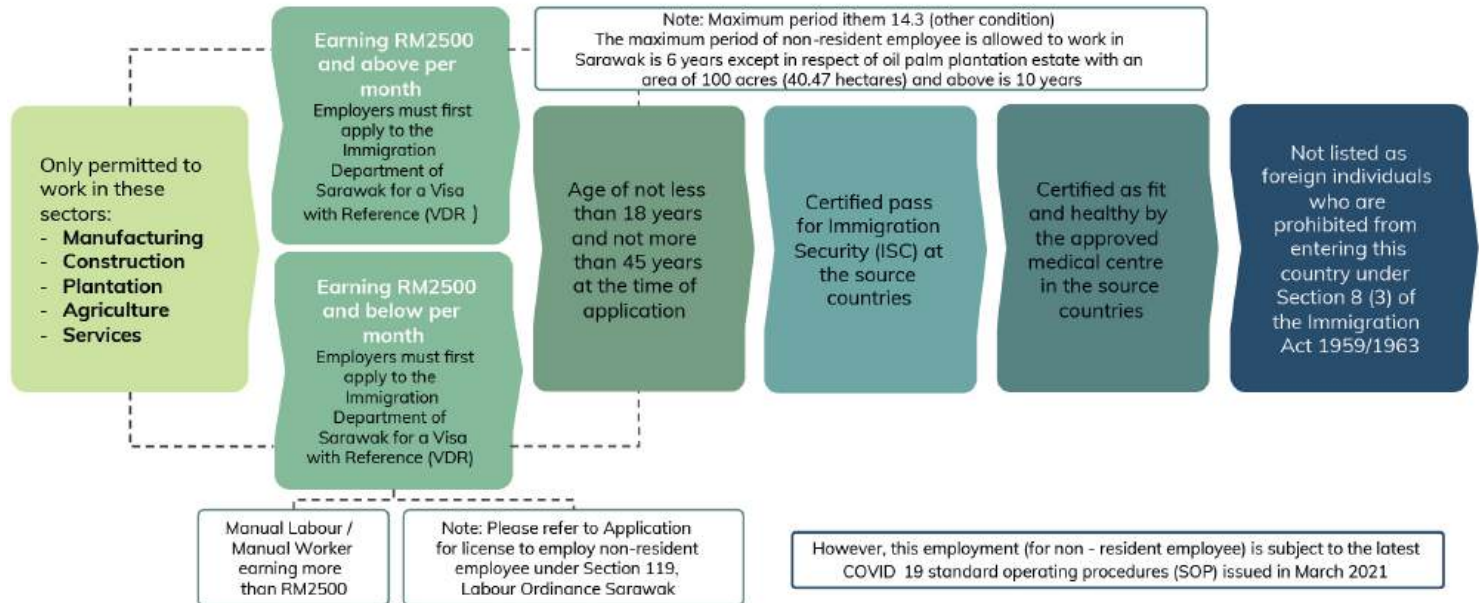 Note: Maximum period ithem 14.3 (other condition)
The maximum period of non-resident employee is allowed to work in
Sarawak is 6 years except in respect of oil palm plantation estate with an
area of 100 acres (40.47 hectares) and above is 10 years
Only permitted to
work in these
sectors:
- Manufacturing
- Construction
- Plantation
- Agriculture
- Services
Earning RM2500
and above per
month
Employers must first
apply to the
Immigration
Department of
Sarawak for a Visa
with Reference (VDR )
Earning RM2500
and below per
month
Employers must first
apply to the
Immigration
Department of
Sarawak for a Visa
with Reference (VDR)
Age of not less
than 18 years
and not more
than 45 years
at the time of
application
Certified pass
for Immigration
Security (ISC) at
the source
countries
Certified as fit
and healthy by
the approved
medical centre
in the source
countries
Not listed as
foreign individuals
who are
prohibited from
entering this
country under
Section 8 (3) of
the Immigration
Act 1959/1963
Manual Labour /
Manual Worker
earning more
than RM2500
Note: Please refer to Application
for license to employ non-resident
employee under Section 119,
Labour Ordinance Sarawak
However, this employment (for non - resident employee) is subject to the latest
COVID 19 standard operating procedures (SOP) issued in March 2021